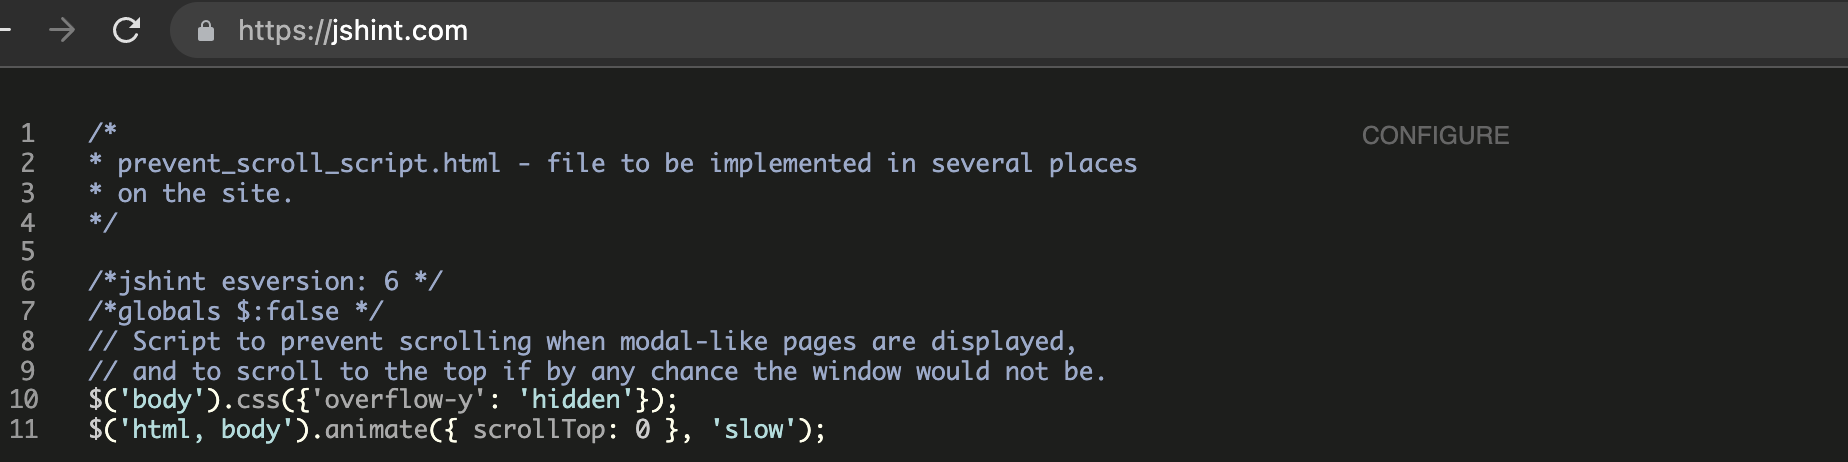 https://jshint.com
1 /*
2 * prevent_scroll_script.html - file to be implemented in several places
3 * on the site.
4 */
5
6 /*jshint esversion: 6 */
7 /*globals $:false */
8 // Script to prevent scrolling when modal-like pages are displayed,
9 // and to scroll to the top if by any chance the window would not be.
10 $('body').css({'overflow-y': 'hidden'});
11 $('html, body').animate({ scrollTop: 0 }, 'slow');
CONFIGURE